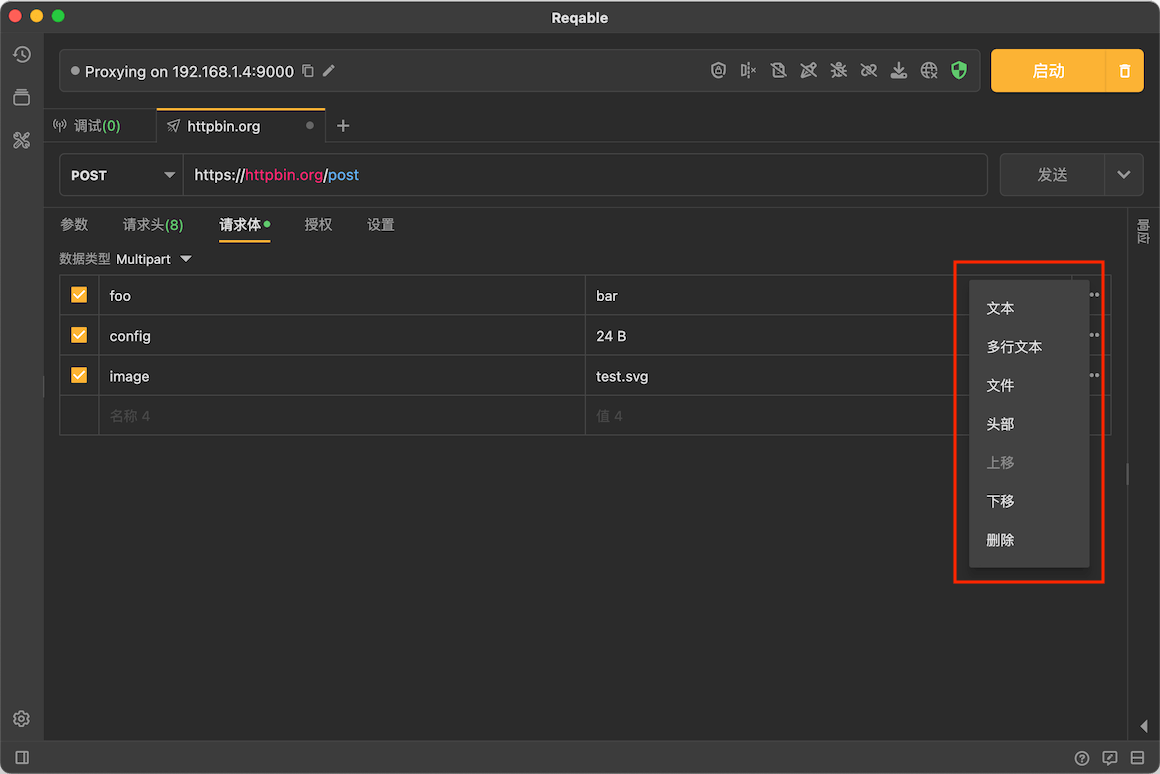 Reqable
Proxying on 192.168.1.4:9000
启动
调试(0)
httpbin.org
POST
https://httpbin.org/post
发送
参数
请求头(8)
请求体
授权
设置
响应
数据类型 Multipart
foo
bar
config
24 B
image
test.svg
名称 4
值 4
文本
多行文本
文件
头部
上移
下移
删除